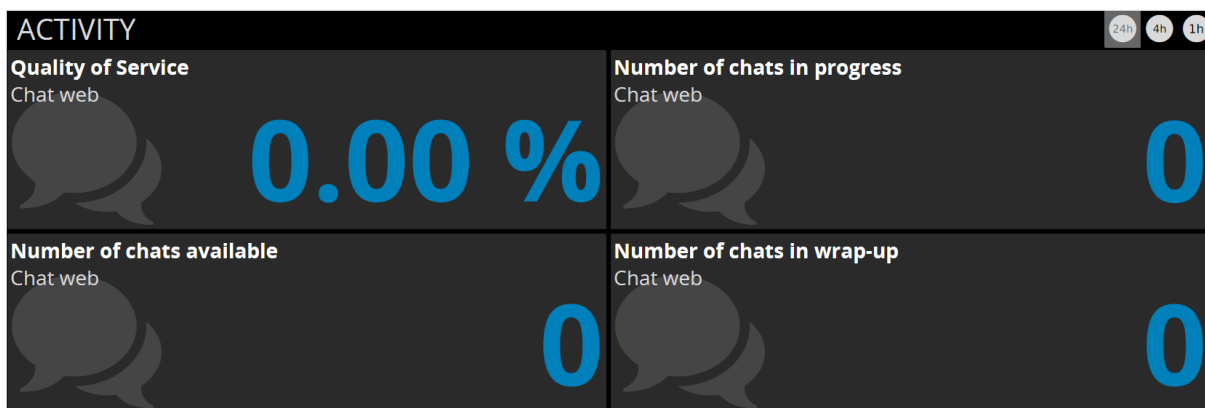 ACTIVITY
24h 4h 1h
Quality of Service
Chat web
0.00 %
Number of chats in progress
Chat web
0
Number of chats available
Chat web
0
Number of chats in wrap-up
Chat web
0